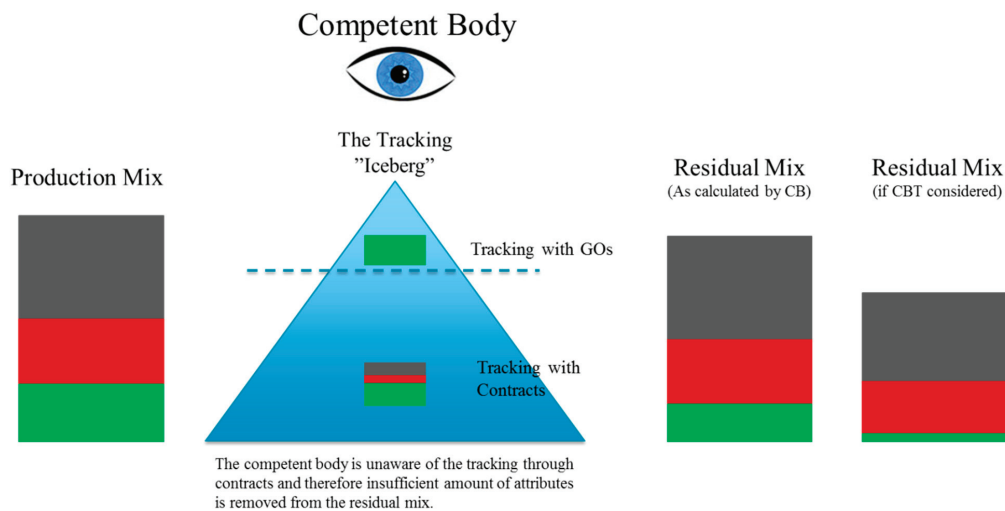 Competent Body
The Tracking
”Iceberg”
Production Mix
Residual Mix
(As calculated by CB)
Residual Mix
(if CBT considered)
Tracking with GOs
Tracking with
Contracts
The competent body is unaware of the tracking through
contracts and therefore insufficient amount of attributes
is removed from the residual mix.